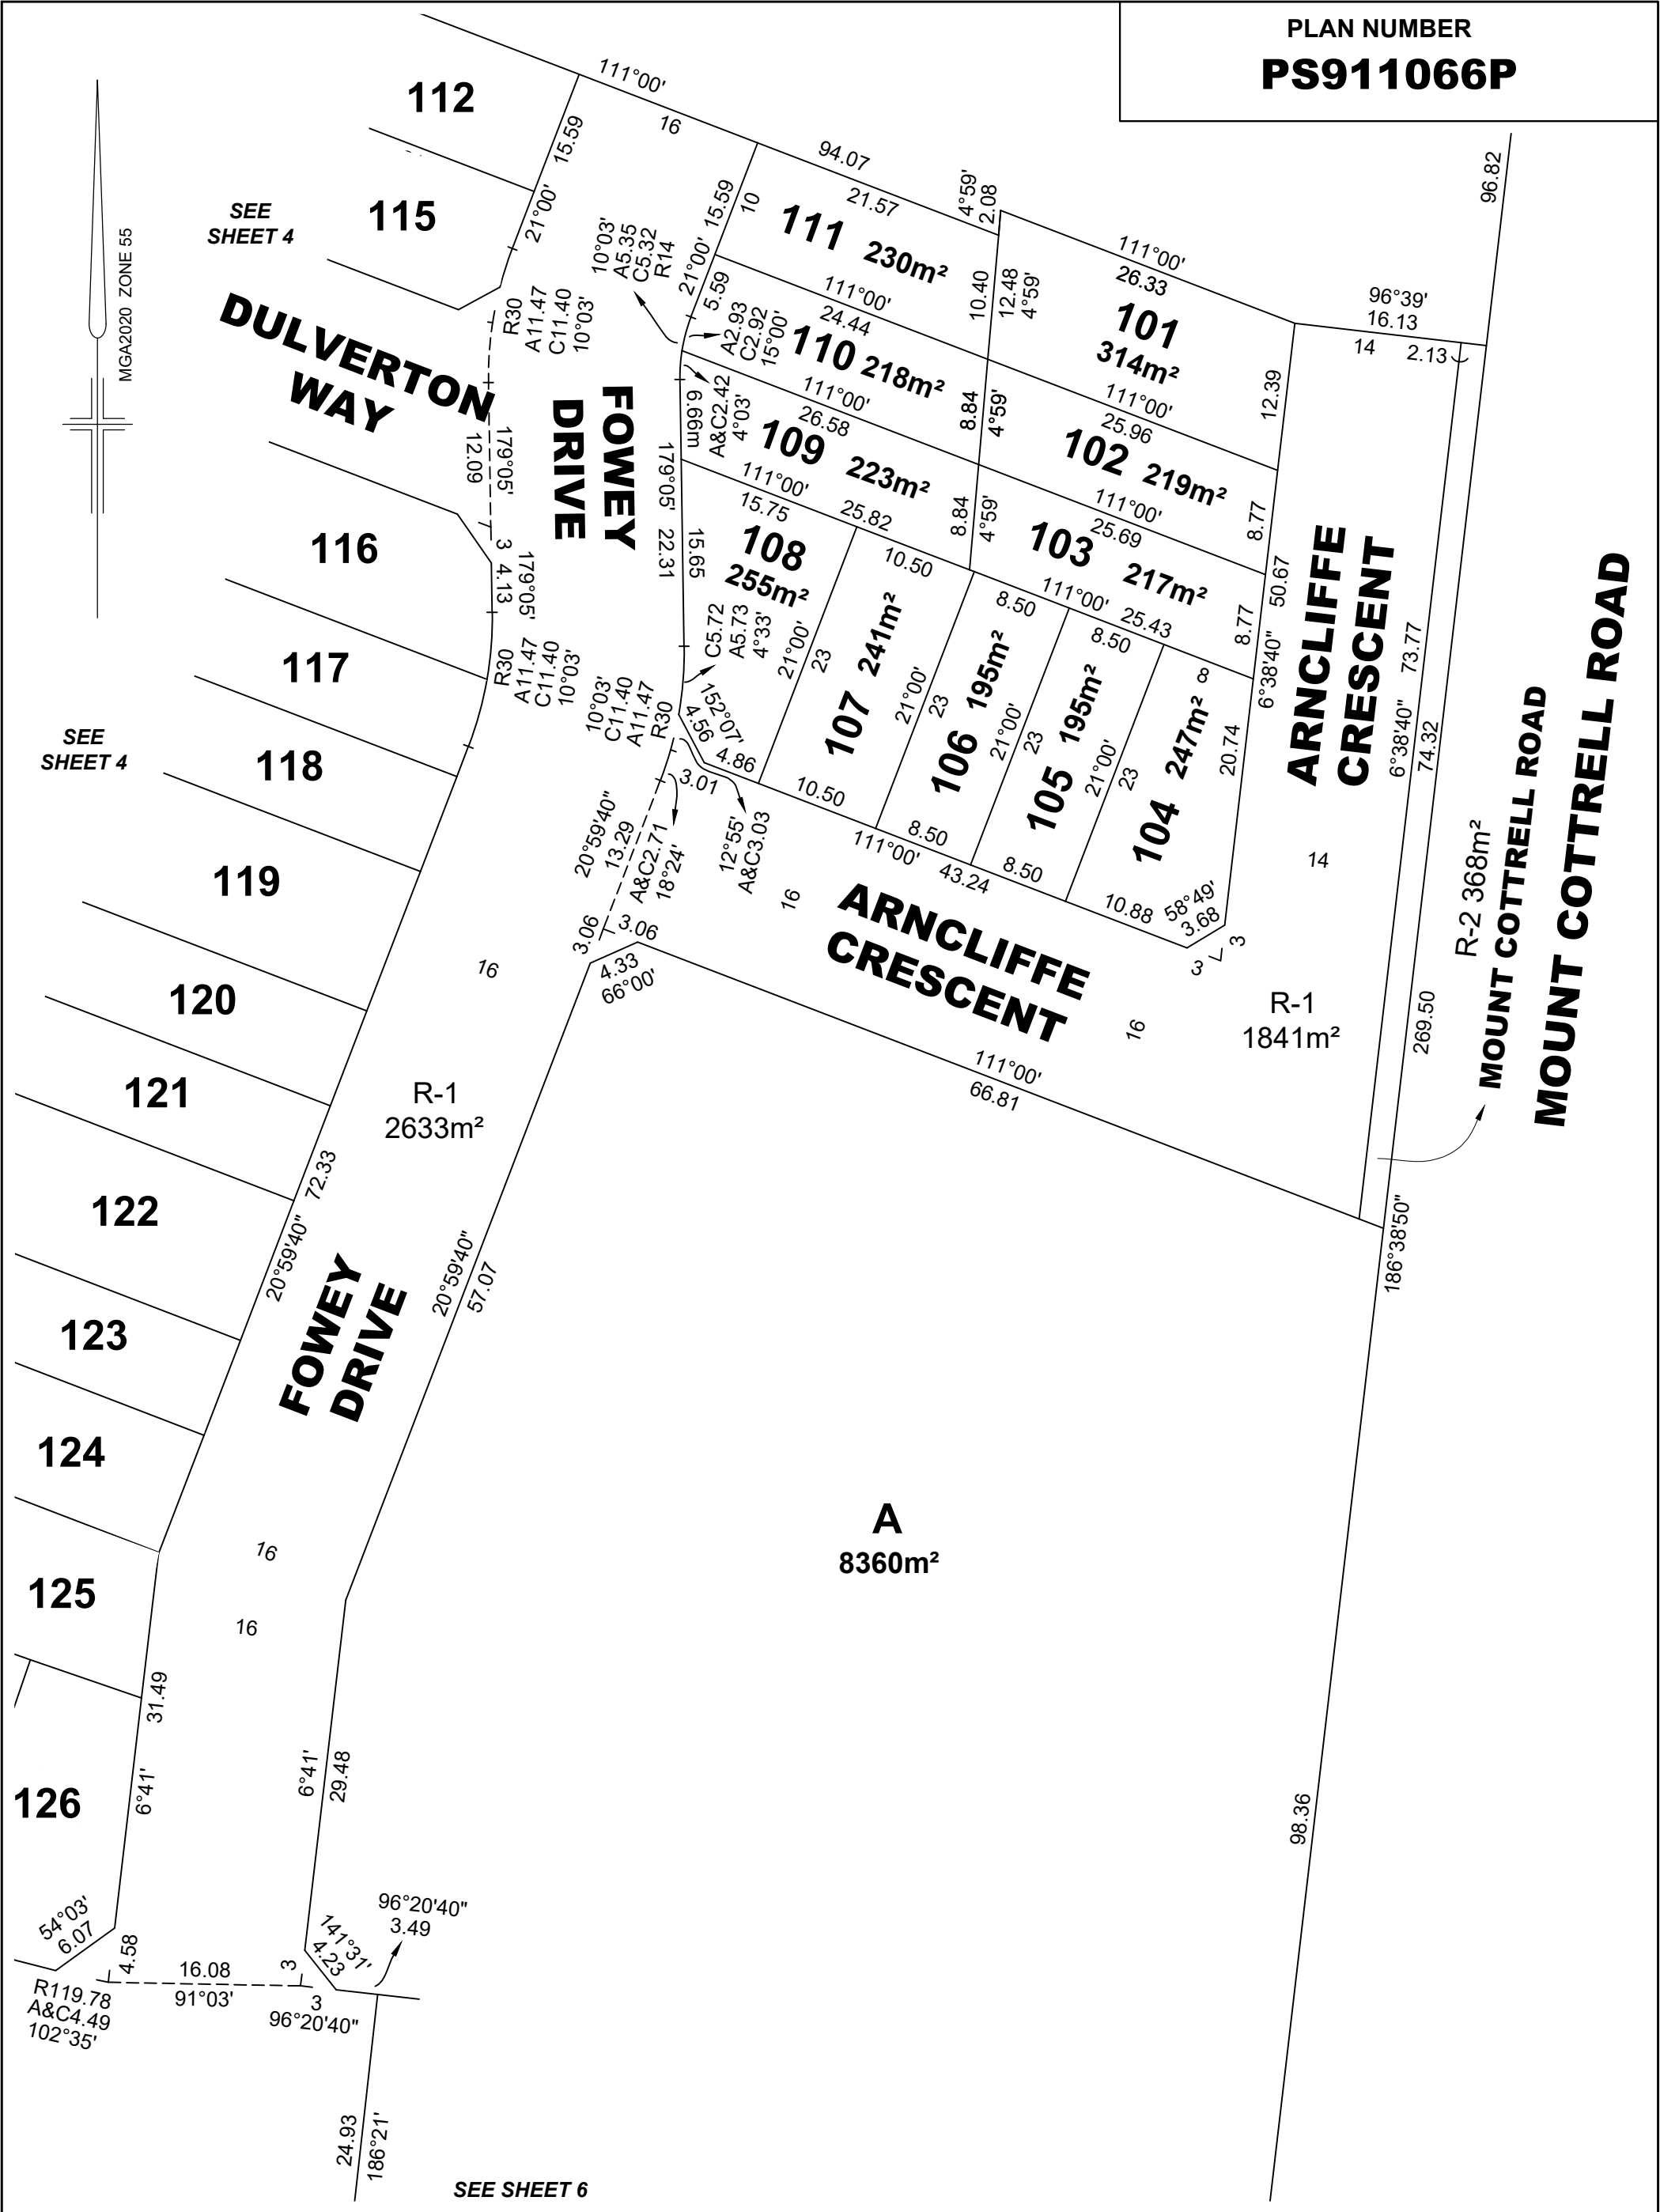 PLAN NUMBER
PS911066P
MGA2020 ZONE 55
SEE
SHEET 4
112
115
111°00'
16
15.59
21°00'
94.07
4°59'
2.08
21.57
15.59
10
21°00'
5.59
111 230m²
10.40
12.48
4°59'
111°00'
26.33
101
314m²
96°39'
16.13
14
2.13
96.82
10°03'
A5.35
C5.32
R14
R30
A11.47
C11.40
10°03'
A2.93
C2.92
15°00'
111°00'
24.44
110 218m²
8.84
4°59'
111°00'
25.96
12.39
DULVERTON
WAY
FOWEY
DRIVE
6.66m
A&C2.42
4°03'
111°00'
26.58
109 223m²
8.84
4°59'
102 219m²
8.77
111°00'
25.69
12.09
179°05'
179°05'
22.31
15.65
111°00'
15.75
25.82
108
255m²
10.50
103 217m²
111°00'
25.43
8.77
50.67
6°38'40"
116
3
4.13
179°05'
8.50
8.50
8
ARNCLIFFE
CRESCENT
73.77
6°38'40"
74.32
MOUNT COTTRELL ROAD
MOUNT COTTRELL ROAD
R-2 368m²
117
R30
A11.47
C11.40
10°03'
10°03'
C11.40
A11.47
R30
C5.72
A5.73
4°33'
152°07'
4.56
4.86
21°00'
23
107 241m²
21°00'
23
106 195m²
21°00'
23
105 195m²
21°00'
23
104 247m²
20.74
SEE
SHEET 4
118
3.01
20°59'40"
13.29
A&C2.71
18°24'
12°55'
A&C3.03
10.50
8.50
8.50
10.88
111°00'
43.24
58°49'
3.68
3
3
14
119
16
ARNCLIFFE
CRESCENT
3.06
3.06
4.33
66°00'
16
16
R-1
1841m²
269.50
120
121
R-1
2633m²
111°00'
66.81
122
72.33
20°59'40"
20°59'40"
57.07
186°38'50"
FOWEY
DRIVE
123
124
16
A
8360m²
125
16
31.49
6°41'
6°41'
29.48
126
98.36
54°03'
6.07
4.58
16.08
91°03'
3
141°31'
4.23
96°20'40"
3.49
3
96°20'40"
R119.78
A&C4.49
102°35'
24.93
186°21'
SEE SHEET 6